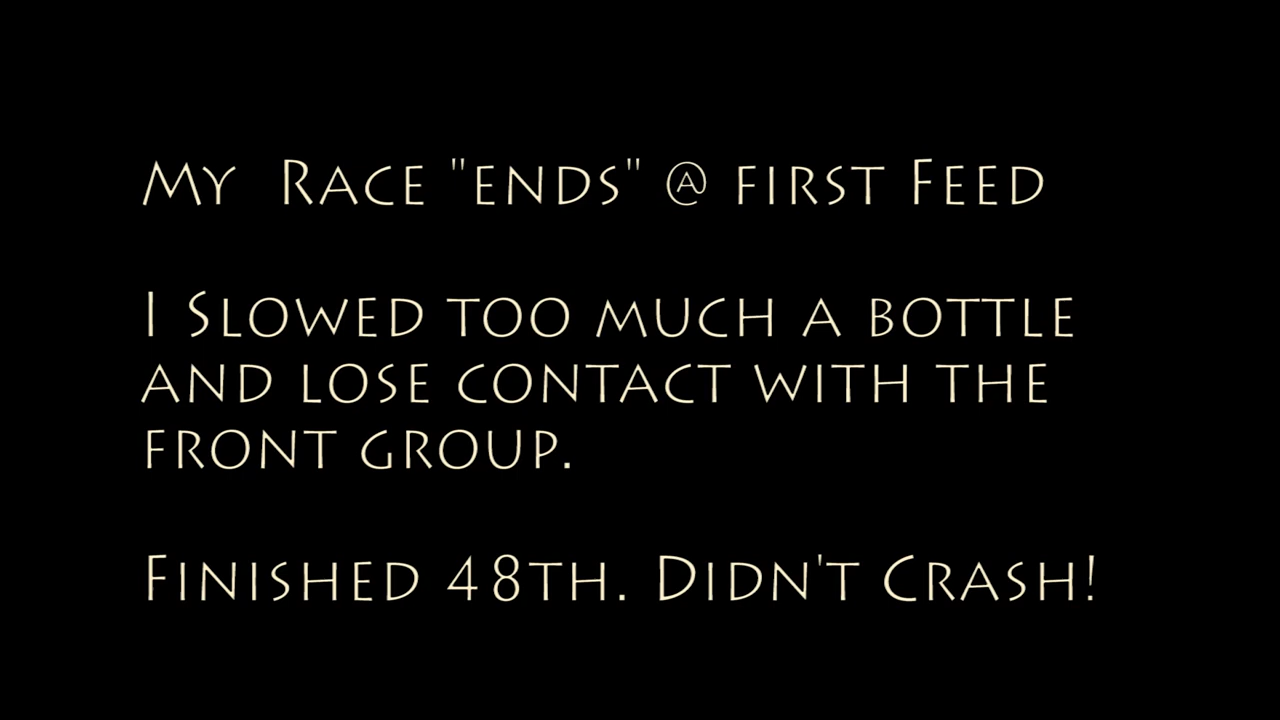 My Race "ends" @ first Feed
I Slowed too much a bottle
and lose contact with the
front group.
Finished 48th. Didn't Crash!